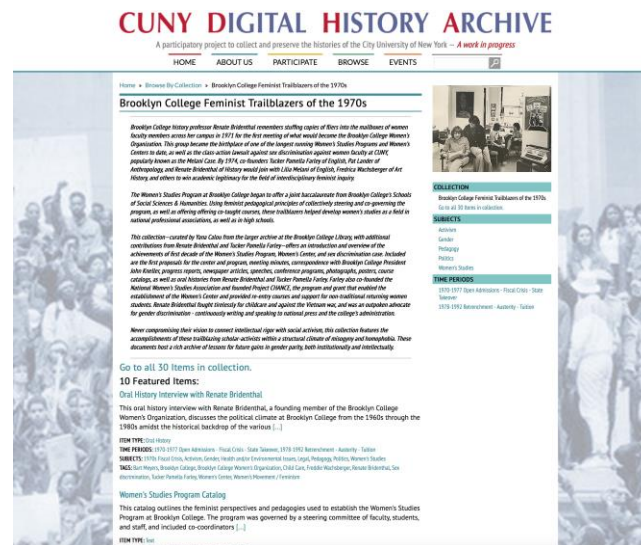 CUNY DIGITAL HISTORY ARCHIVE
A participatory project to collect and preserve the histories of the City University of New York — A work in progress
HOME ABOUT US PARTICIPATE BROWSE EVENTS
Home ▸ Browse By Collection ▸ Brooklyn College Feminist Trailblazers of the 1970s
Brooklyn College Feminist Trailblazers of the 1970s
Brooklyn College history professor Renate Bridenthal remembers stuffing copies of fliers into the mailboxes of women
faculty members across her campus in 1971 for the first meeting of what would become the Brooklyn College Women's
Organization. This group became the birthplace of one of the longest running Women's Studies Programs and Women's
Centers to date, as well as the class-action lawsuit against sex discrimination against women faculty at CUNY,
popularly known as the Melani Case. By 1974, co-founders Tucker Pamella Farley of English, Pat Lander of
Anthropology, and Renate Bridenthal of History would join with Lilia Melani of English, Fredrica Wachsberger of Art
History, and others to win academic legitimacy for the field of interdisciplinary feminist inquiry.
The Women's Studies Program at Brooklyn College began to offer a joint baccalaureate from Brooklyn College's Schools
of Social Sciences & Humanities. Using feminist pedagogical principles of collectively steering and co-governing the
program, as well as offering offering co-taught courses, these trailblazers helped develop women's studies as a field in
national professional associations, as well as in high schools.
This collection--curated by Yana Calou from the larger archive at the Brooklyn College Library, with additional
contributions from Renate Bridenthal and Tucker Pamella Farley--offers an introduction and overview of the
achievements of first decade of the Women's Studies Program, Women's Center, and sex discrimination case. Included
are the first proposals for the center and program, meeting minutes, correspondence with Brooklyn College President
John Kneller, progress reports, newspaper articles, speeches, conference programs, photographs, posters, course
catalogs, as well as oral histories from Renate Bridenthal and Tucker Pamella Farley. Farley also co-founded the
National Women's Studies Association and founded Project CHANCE, the program and grant that enabled the
establishment of the Women's Center and provided re-entry courses and support for non-traditional returning women
students. Renate Bridenthal fought tirelessly for childcare and against the Vietnam war, and was an outspoken advocate
for gender discrimination - continuously writing and speaking to national press and the college's administration.
Never compromising their vision to connect intellectual rigor with social activism, this collection features the
accomplishments of these trailblazing scholar-activists within a structural climate of misogyny and homophobia. These
documents host a rich archive of lessons for future gains in gender parity, both institutionally and intellectually.
Go to all 30 Items in collection.
10 Featured Items:
Oral History Interview with Renate Bridenthal
This oral history interview with Renate Bridenthal, a founding member of the Brooklyn College
Women's Organization, discusses the political climate at Brooklyn College from the 1960s through the
1980s amidst the historical backdrop of the various [...]
ITEM TYPE: Oral History
TIME PERIODS: 1970-1977 Open Admissions - Fiscal Crisis - State Takeover, 1978-1992 Retrenchment - Austerity - Tuition
SUBJECTS: 1970s Fiscal Crisis, Activism, Gender, Health and/or Environmental Issues, Legal, Pedagogy, Politics, Women's Studies
TAGS: Bart Meyers, Brooklyn College, Brooklyn College Women's Organization, Child Care, Freddie Wachsberger, Renate Bridenthal, Sex
discrimination, Tucker Pamella Farley, Women's Center, Women's Movement / Feminism
Women's Studies Program Catalog
This catalog outlines the feminist perspectives and pedagogies used to establish the Women's Studies
Program at Brooklyn College. The program was governed by a steering committee of faculty, students,
and staff, and included co-coordinators [...]
ITEM TYPE: Text
COLLECTION
Brooklyn College Feminist Trailblazers of the 1970s
Go to all 30 items in collection.
SUBJECTS
Activism
Gender
Pedagogy
Politics
Women's Studies
TIME PERIODS
1970-1977 Open Admissions - Fiscal Crisis - State
Takeover
1978-1992 Retrenchment - Austerity - Tuition